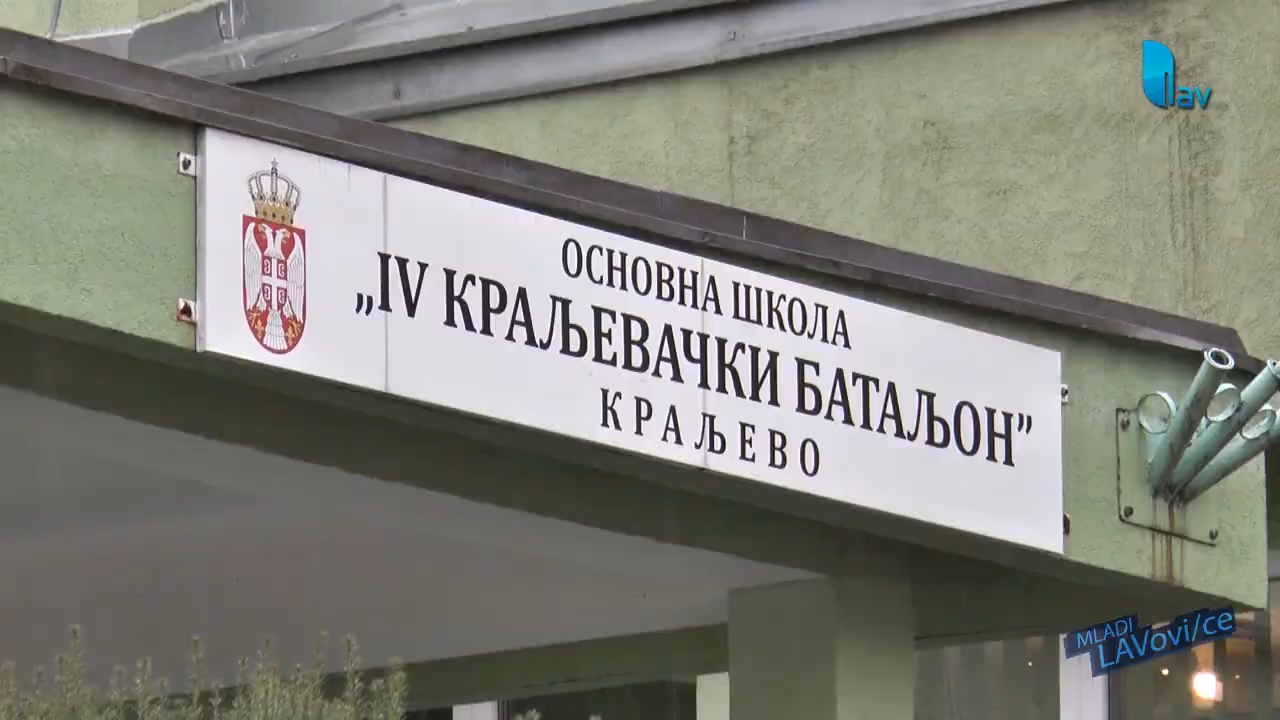 lav
ОСНОВНА ШКОЛА
„IV КРАЉЕВАЧКИ БАТАЉОН”
КРАЉЕВО
MLADI
LAVovi/ce